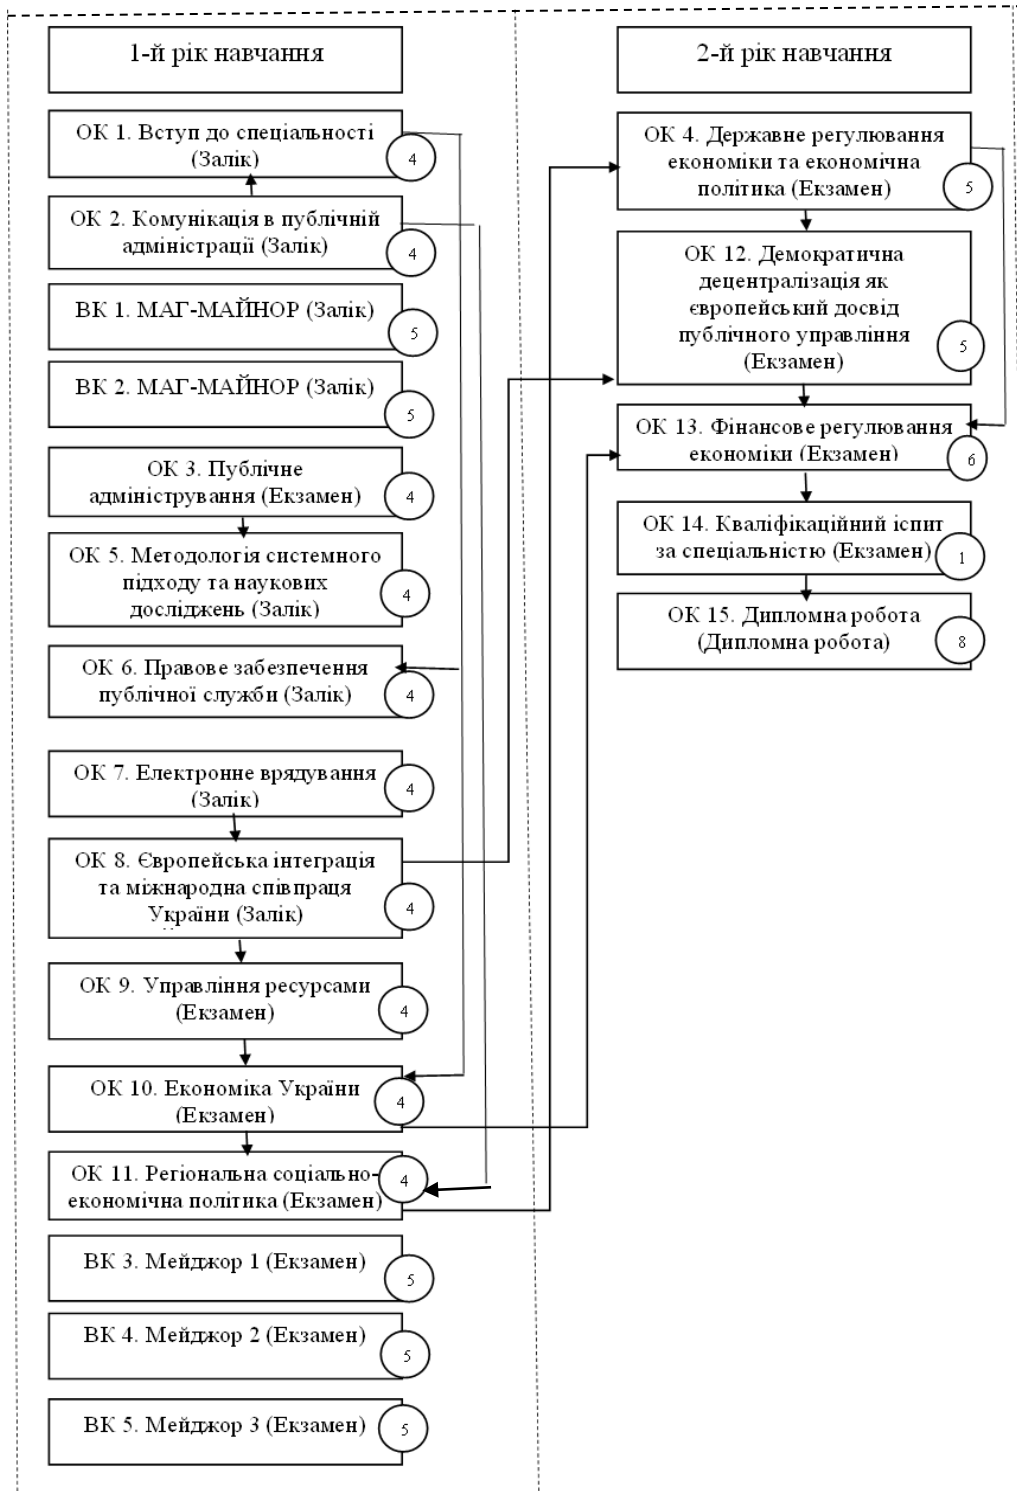 1-й рік навчання
ОК 1. Вступ до спеціальності
(Залік)
4
ОК 2. Комунікація в публічній
адміністрації (Залік)
4
ВК 1. МАГ-МАЙНОР (Залік)
5
ВК 2. МАГ-МАЙНОР (Залік)
5
ОК 3. Публічне
адміністрування (Екзамен)
4
ОК 5. Методологія системного
підходу та наукових
досліджень (Залік)
4
ОК 6. Правове забезпечення
публічної служби (Залік)
4
ОК 7. Електронне врядування
(Залік)
4
ОК 8. Європейська інтеграція
та міжнародна співпраця
України (Залік)
4
ОК 9. Управління ресурсами
(Екзамен)
4
ОК 10. Економіка України
(Екзамен)
4
ОК 11. Регіональна соціально-
економічна політика (Екзамен)
4
ВК 3. Мейджор 1 (Екзамен)
5
ВК 4. Мейджор 2 (Екзамен)
5
ВК 5. Мейджор 3 (Екзамен)
5
2-й рік навчання
ОК 4. Державне регулювання
економіки та економічна
політика (Екзамен)
5
ОК 12. Демократична
децентралізація як
європейський досвід
публічного управління
(Екзамен)
5
ОК 13. Фінансове регулювання
економіки (Екзамен)
6
ОК 14. Кваліфікаційний іспит
за спеціальністю (Екзамен)
1
ОК 15. Дипломна робота
(Дипломна робота)
8